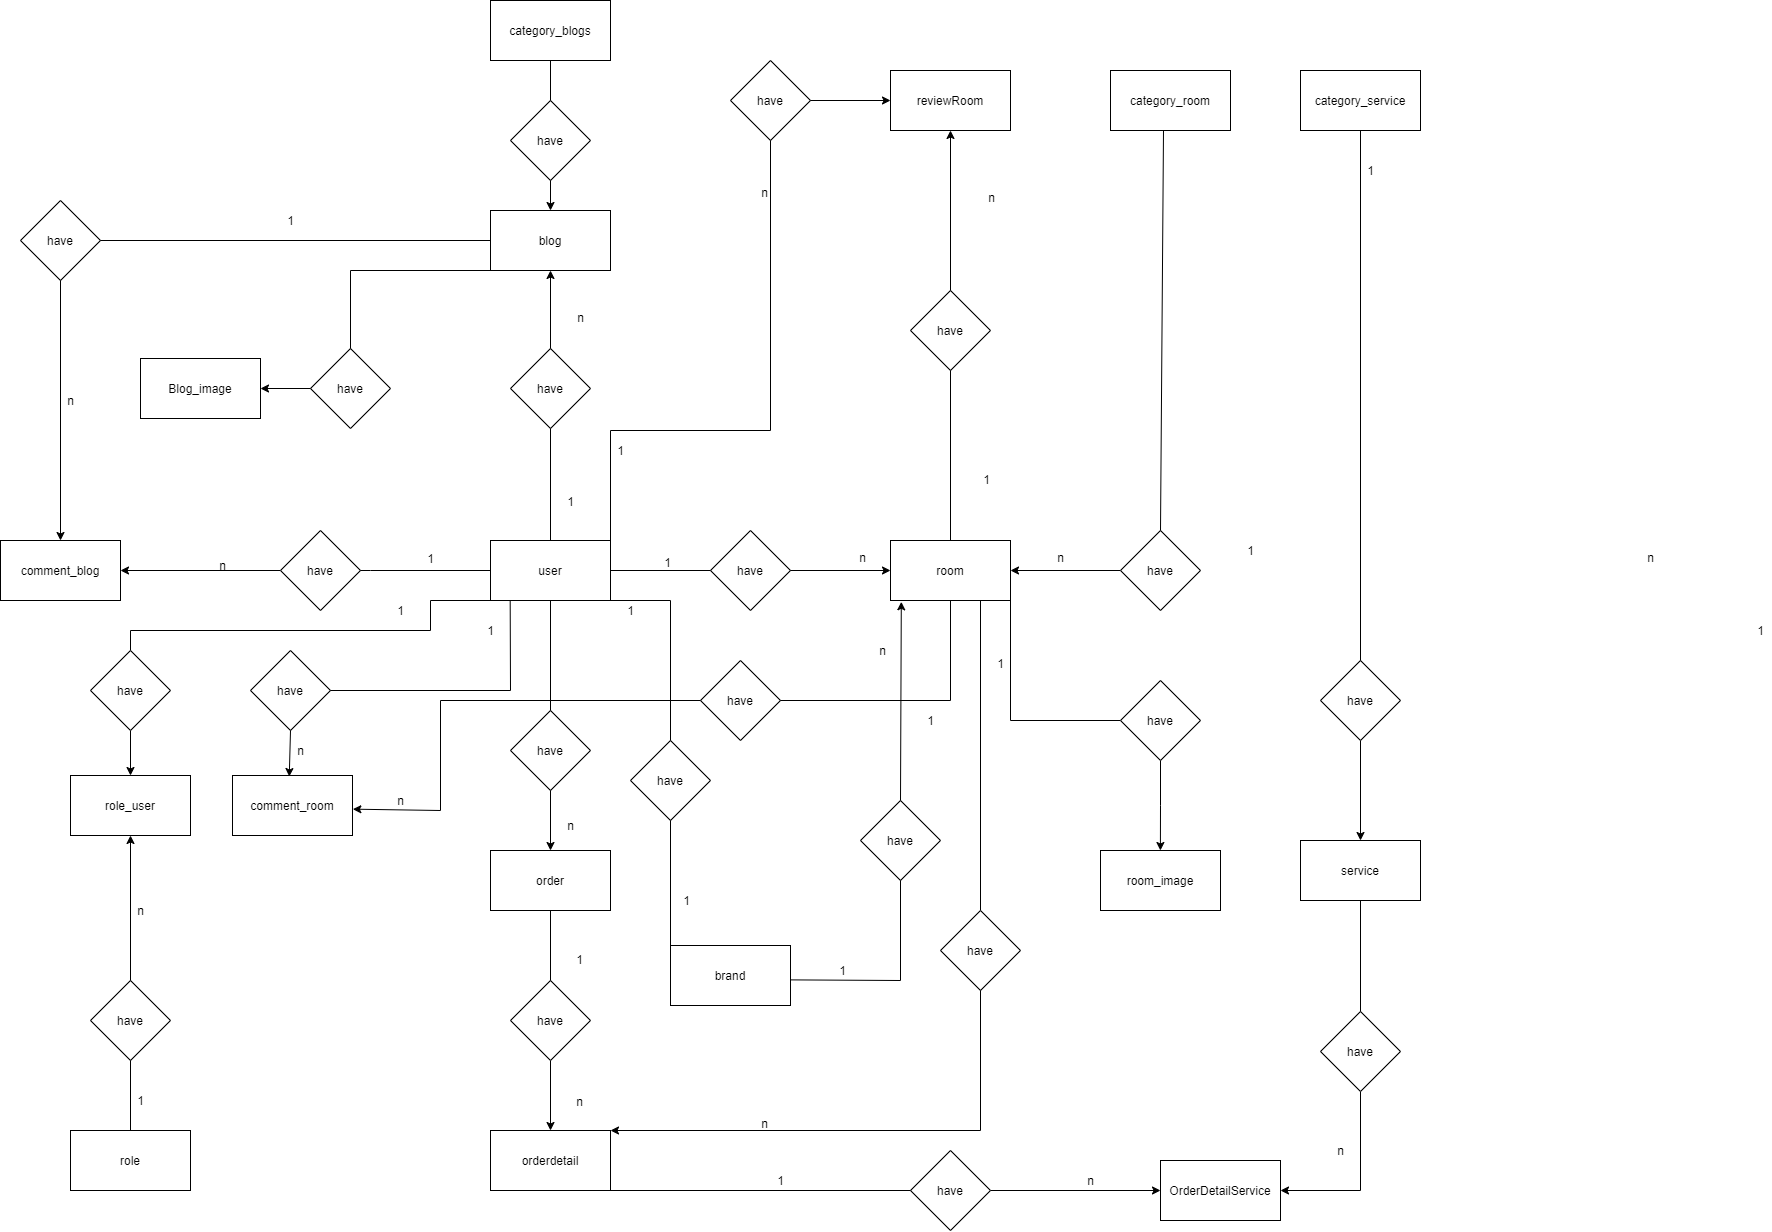 category_blogs
have
reviewRoom
category_room
category_service
have
1
n
n
1
have
blog
n
have
Blog_image
have
have
n
1
1
1
comment_blog
n
have
1
user
1
have
n
room
n
have
1
n
1
1
1
1
n
1
have
have
have
1
have
have
n
have
have
role_user
comment_room
n
n
have
order
room_image
service
1
n
1
have
brand
1
have
have
have
1
n
n
n
role
orderdetail
1
have
n
OrderDetailService